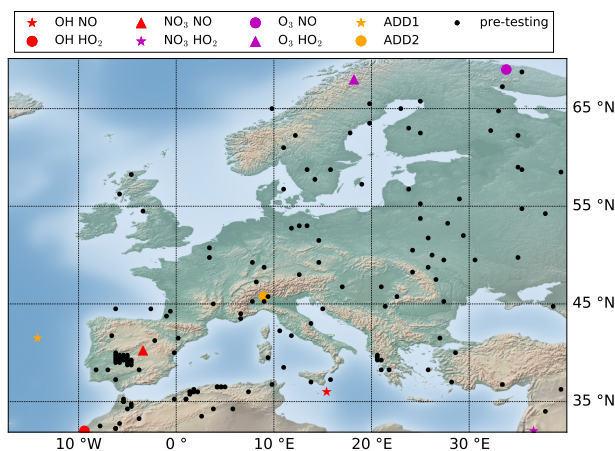 OH NO NO₃ NO O₃ NO ADD1 pre-testing
OH HO₂ NO₃ HO₂ O₃ HO₂ ADD2
65 °N
55 °N
45 °N
35 °N
10 °W 0 ° 10 °E 20 °E 30 °E